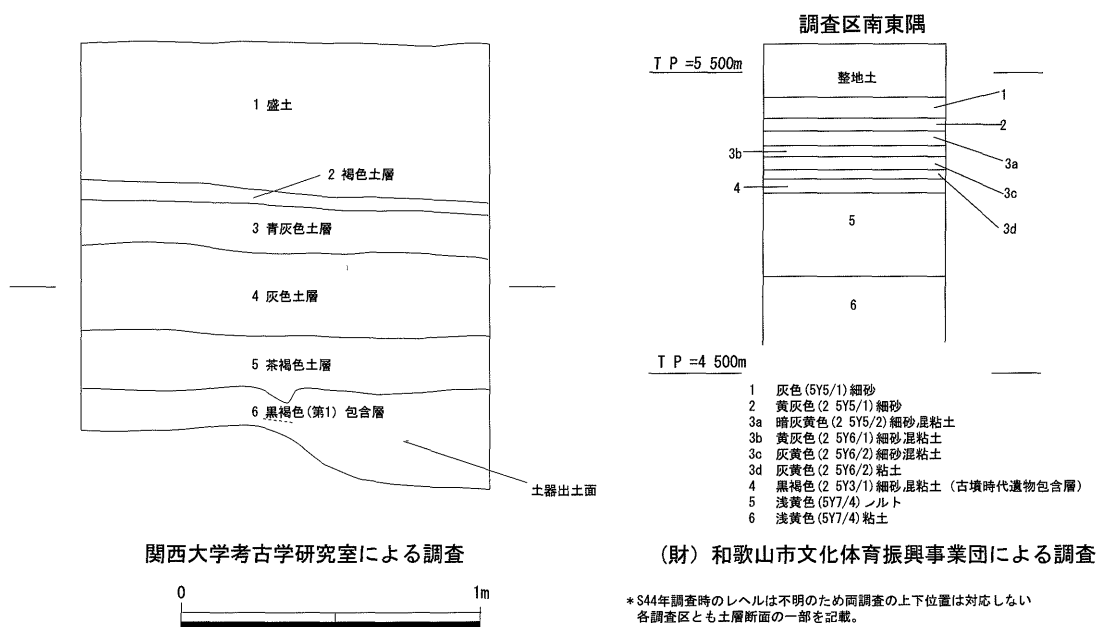 1 盛土
2 褐色土層
3 青灰色土層
4 灰色土層
5 茶褐色土層
6 黒褐色(第1) 包含層
土器出土面
関西大学考古学研究室による調査
0 1m
調査区南東隅
T P =5 500m
整地土
1
2
3a
3b
3c
4
3d
5
6
T P =4 500m
1 灰色(5Y5/1)細砂
2 黄灰色(2 5Y5/1)細砂
3a 暗灰黄色(2 5Y5/2)細砂混粘土
3b 黄灰色(2 5Y6/1)細砂混粘土
3c 灰黄色(2 5Y6/2)細砂混粘土
3d 灰黄色(2 5Y6/2)粘土
4 黒褐色(2 5Y3/1)細砂混粘土 (古墳時代遺物包含層)
5 浅黄色(5Y7/4)ノルト
6 浅黄色(5Y7/4)粘土
(財) 和歌山市文化体育振興事業団による調査
*S44年調査時のレヘルは不明のため両調査の上下位置は対応しない
各調査区とも土層断面の一部を記載。